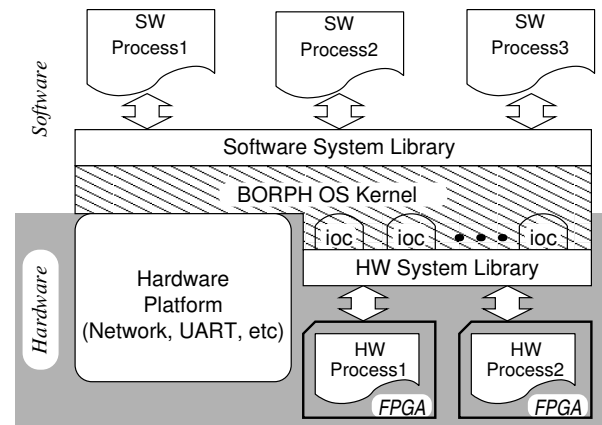 SW
Process1
SW
Process2
SW
Process3
Software
Software System Library
BORPH OS Kernel
ioc
ioc
ioc
HW System Library
Hardware
Hardware
Platform
(Network, UART, etc)
HW
Process1
FPGA
HW
Process2
FPGA